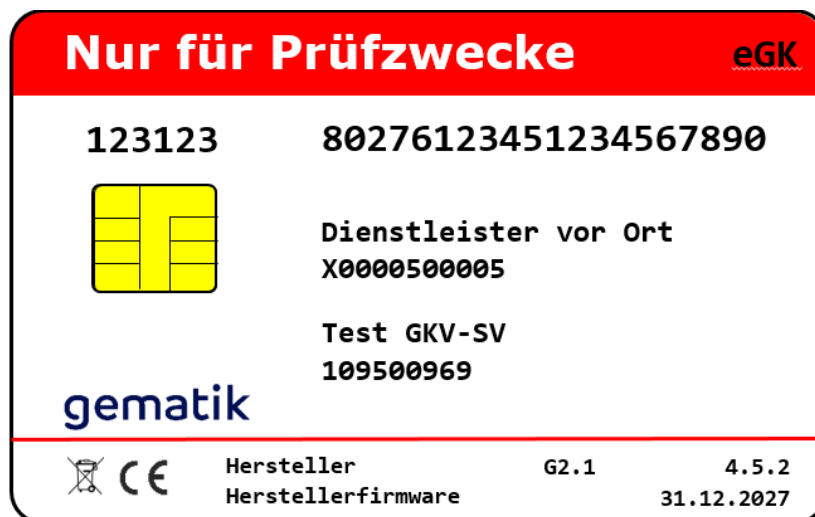 Nur für Prüfzwecke eGK
123123 80276123451234567890
Dienstleister vor Ort
X0000500005
Test GKV-SV
109500969
gematik
CE Hersteller G2.1 4.5.2
Herstellerfirmware 31.12.2027